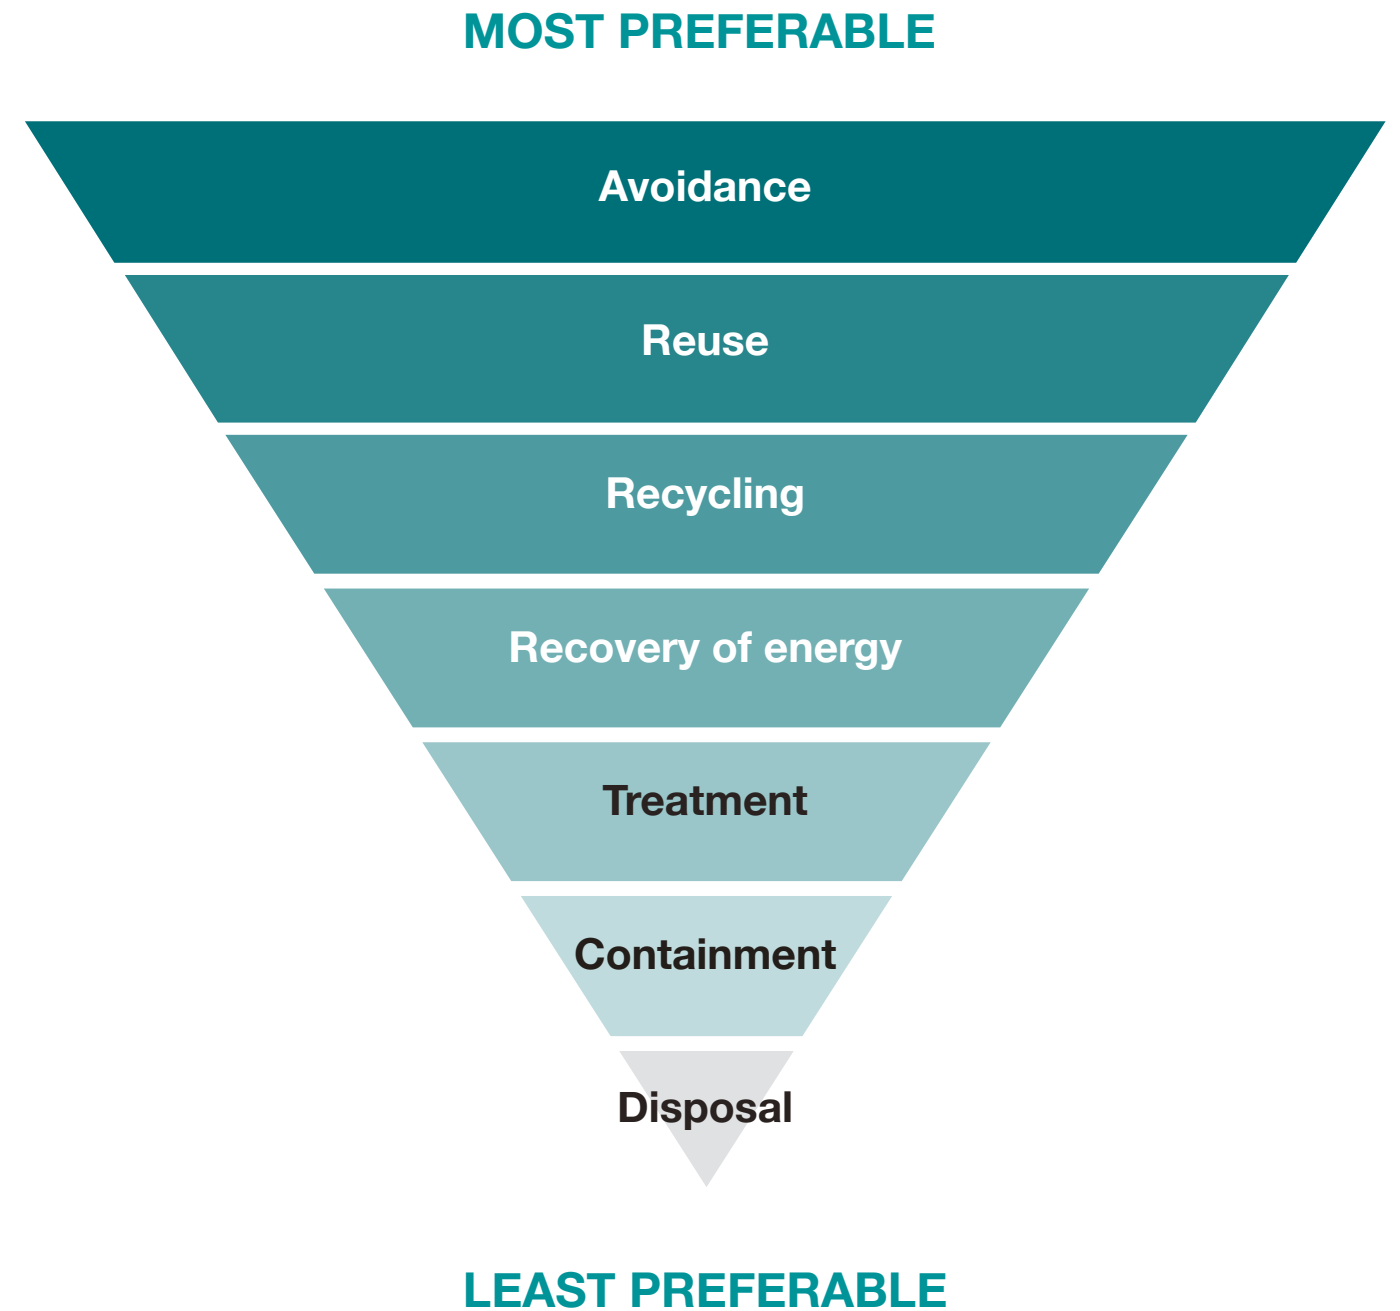 MOST PREFERABLE
Avoidance
Reuse
Recycling
Recovery of energy
Treatment
Containment
Disposal
LEAST PREFERABLE